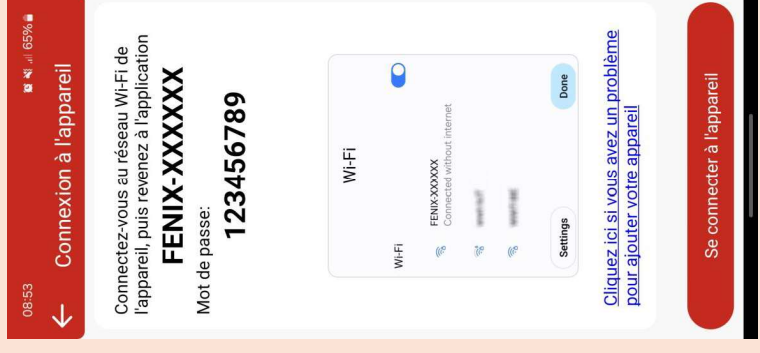 08:53
65%
Connexion à l'appareil
Connectez-vous au réseau Wi-Fi de
l'appareil, puis revenez à l'application
FENIX-XXXXXXX
Mot de passe:
123456789
Wi-Fi
Wi-Fi
FENIX-XXXXXX
Connected without internet
Settings
Done
Cliquez ici si vous avez un problème
pour ajouter votre appareil
Se connecter à l'appareil